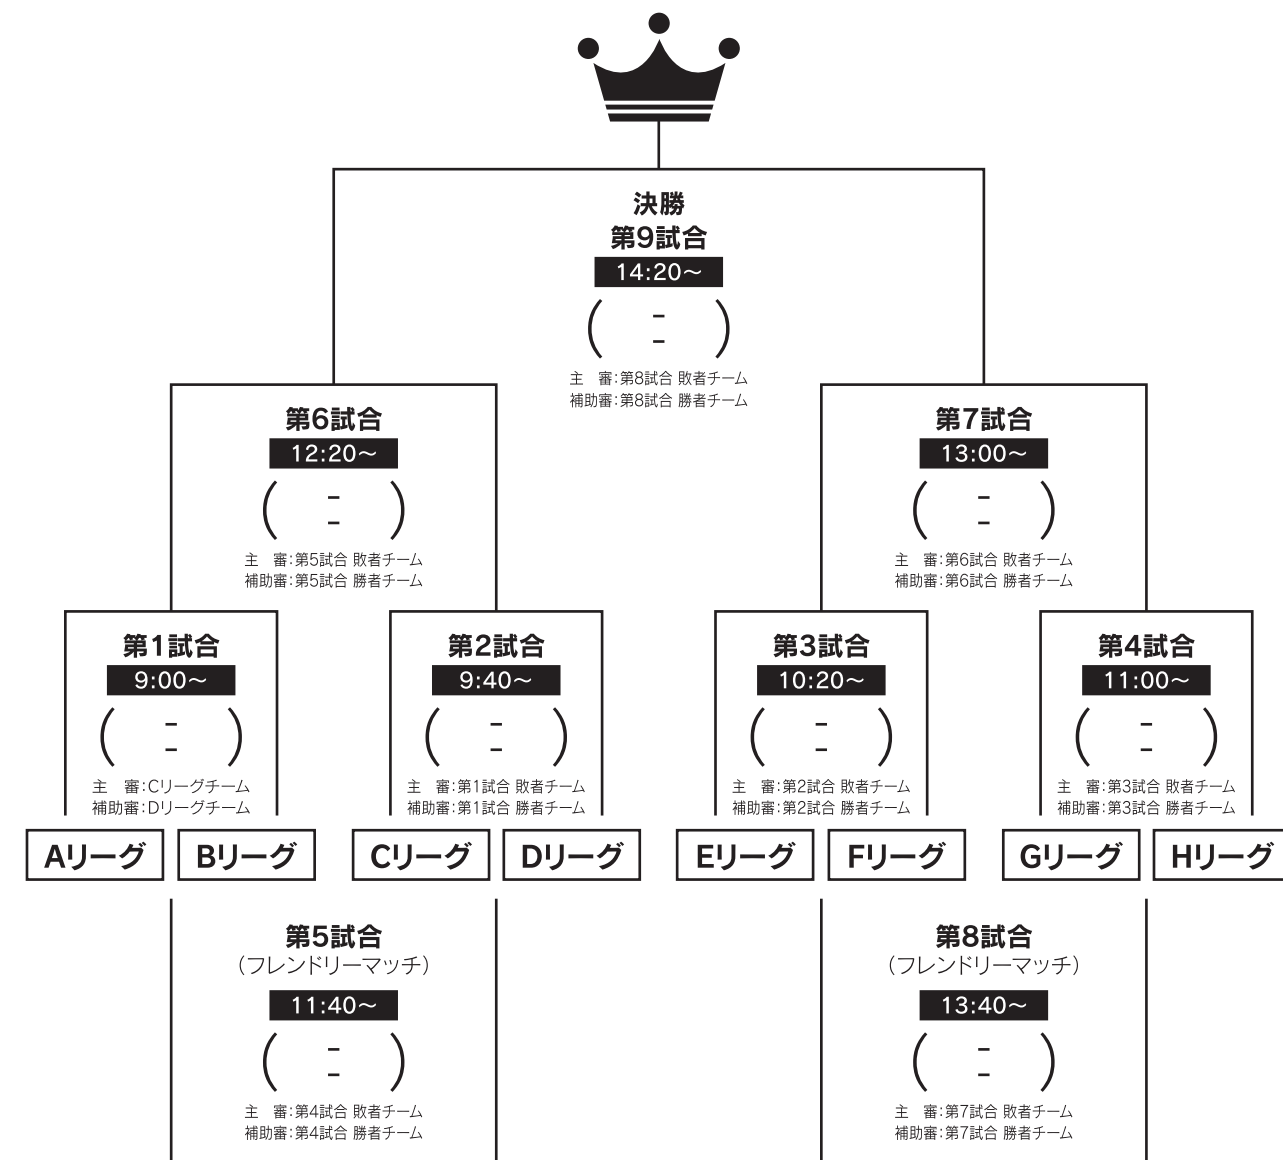 決勝
第9試合
14:20〜
( - - )
主　審:第8試合 敗者チーム
補助審:第8試合 勝者チーム
第6試合
12:20〜
( - - )
主　審:第5試合 敗者チーム
補助審:第5試合 勝者チーム
第7試合
13:00〜
( - - )
主　審:第6試合 敗者チーム
補助審:第6試合 勝者チーム
第1試合
9:00〜
( - - )
主　審:Cリーグチーム
補助審:Dリーグチーム
第2試合
9:40〜
( - - )
主　審:第1試合 敗者チーム
補助審:第1試合 勝者チーム
第3試合
10:20〜
( - - )
主　審:第2試合 敗者チーム
補助審:第2試合 勝者チーム
第4試合
11:00〜
( - - )
主　審:第3試合 敗者チーム
補助審:第3試合 勝者チーム
Aリーグ
Bリーグ
Cリーグ
Dリーグ
Eリーグ
Fリーグ
Gリーグ
Hリーグ
第5試合
(フレンドリーマッチ)
11:40〜
( - - )
主　審:第4試合 敗者チーム
補助審:第4試合 勝者チーム
第8試合
(フレンドリーマッチ)
13:40〜
( - - )
主　審:第7試合 敗者チーム
補助審:第7試合 勝者チーム